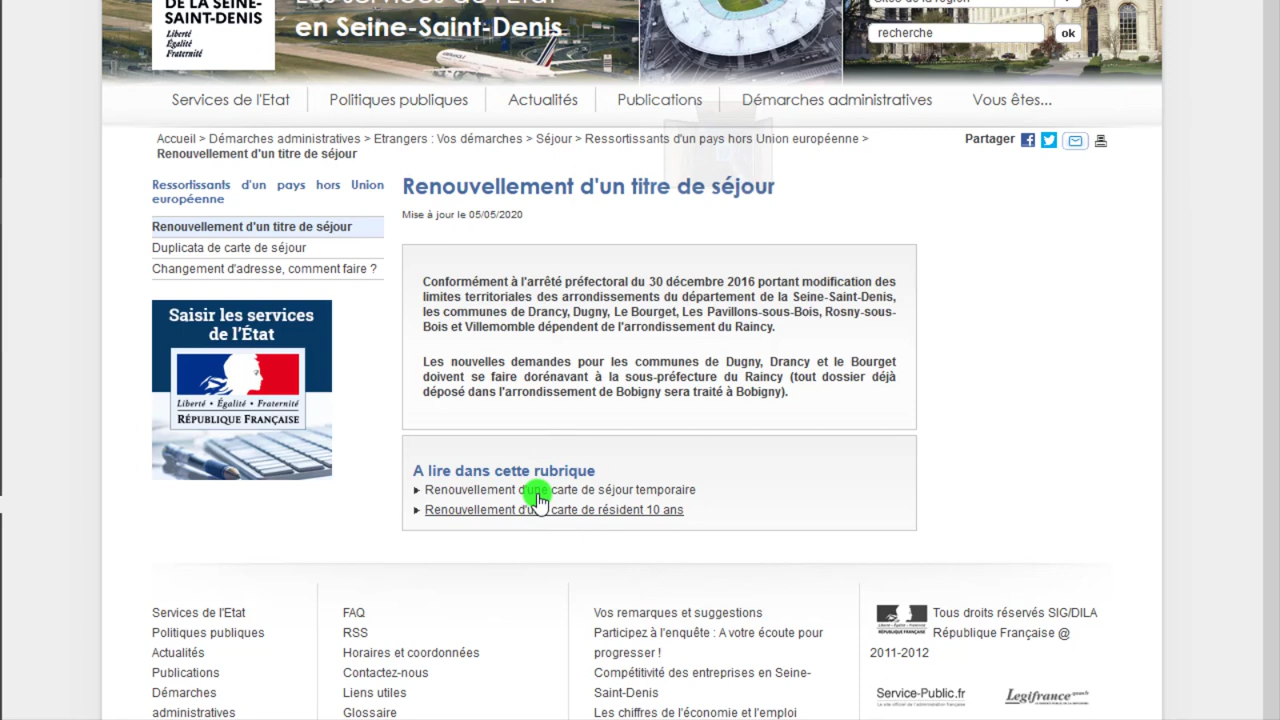 DE LA SEINE-
SAINT-DENIS
Liberté
Égalité
Fraternité
Les services de l'État
en Seine-Saint-Denis
Sites de la région
recherche
ok
Services de l'Etat
Politiques publiques
Actualités
Publications
Démarches administratives
Vous êtes...
Accueil > Démarches administratives > Etrangers : Vos démarches > Séjour > Ressortissants d'un pays hors Union européenne >
Renouvellement d'un titre de séjour
Partager
Ressortissants d'un pays hors Union
européenne
Renouvellement d'un titre de séjour
Duplicata de carte de séjour
Changement d'adresse, comment faire ?
Saisir les services
de l'État
Liberté • Égalité • Fraternité
RÉPUBLIQUE FRANÇAISE
Renouvellement d'un titre de séjour
Mise à jour le 05/05/2020
Conformément à l'arrêté préfectoral du 30 décembre 2016 portant modification des
limites territoriales des arrondissements du département de la Seine-Saint-Denis,
les communes de Drancy, Dugny, Le Bourget, Les Pavillons-sous-Bois, Rosny-sous-
Bois et Villemomble dépendent de l'arrondissement du Raincy.
Les nouvelles demandes pour les communes de Dugny, Drancy et le Bourget
doivent se faire dorénavant à la sous-préfecture du Raincy (tout dossier déjà
déposé dans l'arrondissement de Bobigny sera traité à Bobigny).
A lire dans cette rubrique
Renouvellement d'une carte de séjour temporaire
Renouvellement d'une carte de résident 10 ans
Services de l'Etat
Politiques publiques
Actualités
Publications
Démarches
administratives
FAQ
RSS
Horaires et coordonnées
Contactez-nous
Liens utiles
Glossaire
Vos remarques et suggestions
Participez à l'enquête : A votre écoute pour
progresser !
Compétitivité des entreprises en Seine-
Saint-Denis
Les chiffres de l'économie et l'emploi
Tous droits réservés SIG/DILA
République Française @
2011-2012
Service-Public.fr
Legifrance